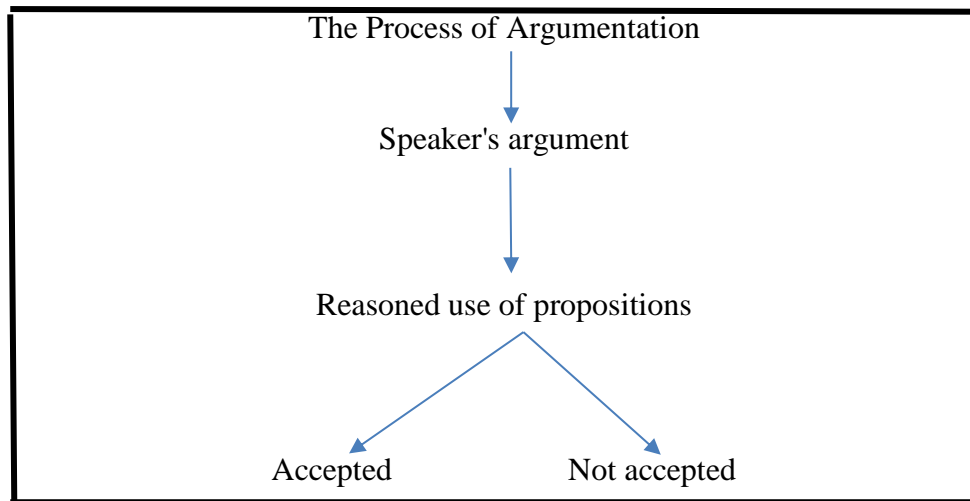 The Process of Argumentation
Speaker's argument
Reasoned use of propositions
Accepted Not accepted